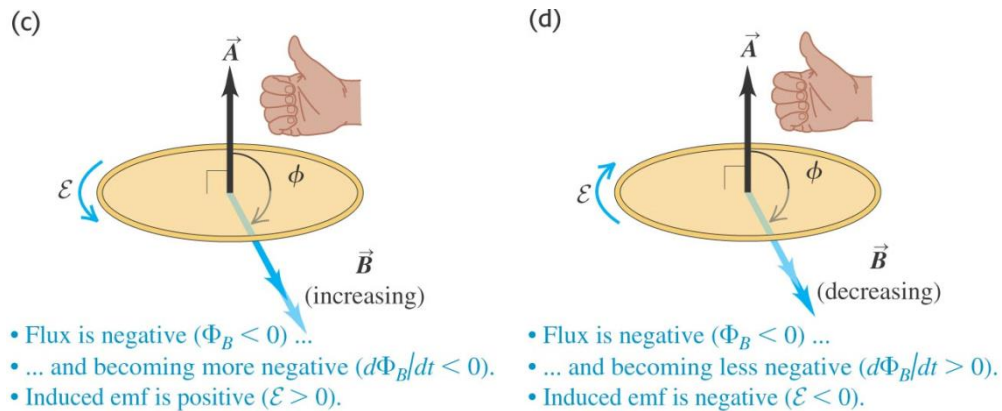 (c)
A⃗
ℰ
ϕ
B⃗
(increasing)
• Flux is negative (Φ_B < 0) ...
• ... and becoming more negative (dΦ_B/dt < 0).
• Induced emf is positive (ℰ > 0).
(d)
A⃗
ℰ
ϕ
B⃗
(decreasing)
• Flux is negative (Φ_B < 0) ...
• ... and becoming less negative (dΦ_B/dt > 0).
• Induced emf is negative (ℰ < 0).